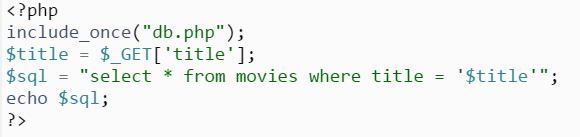 <?php
include_once("db.php");
$title = $_GET['title'];
$sql = "select * from movies where title = '$title'";
echo $sql;
?>